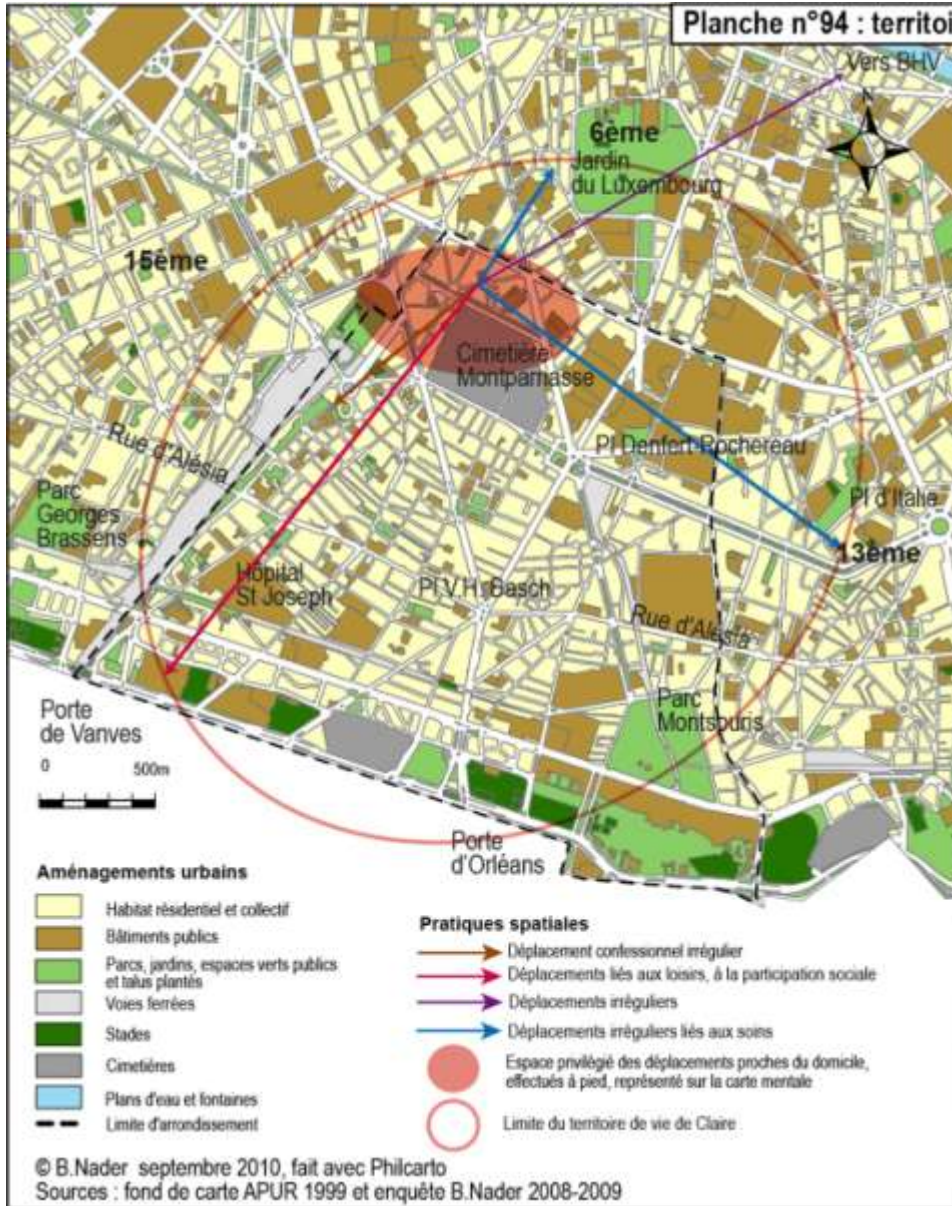 Planche n°94 : territoi
Vers BHV
N
6ème
Jardin
du Luxembourg
15ème
Cimetière
Montparnasse
Rue d'Alésia
Pl Denfert-Rochereau
Parc
Georges
Brassens
Pl d'Italie
13ème
Hôpital
St Joseph
Pl V.H. Basch
Rue d'Alésia
Parc
Montsouris
Porte
de Vanves
0 500m
Porte
d'Orléans
Aménagements urbains
Habitat résidentiel et collectif
Bâtiments publics
Parcs, jardins, espaces verts publics
et talus plantés
Voies ferrées
Stades
Cimetières
Plans d'eau et fontaines
Limite d'arrondissement
Pratiques spatiales
Déplacement confessionnel irrégulier
Déplacements liés aux loisirs, à la participation sociale
Déplacements irréguliers
Déplacements irréguliers liés aux soins
Espace privilégié des déplacements proches du domicile,
effectués à pied, représenté sur la carte mentale
Limite du territoire de vie de Claire
© B.Nader septembre 2010, fait avec Philcarto
Sources : fond de carte APUR 1999 et enquête B.Nader 2008-2009